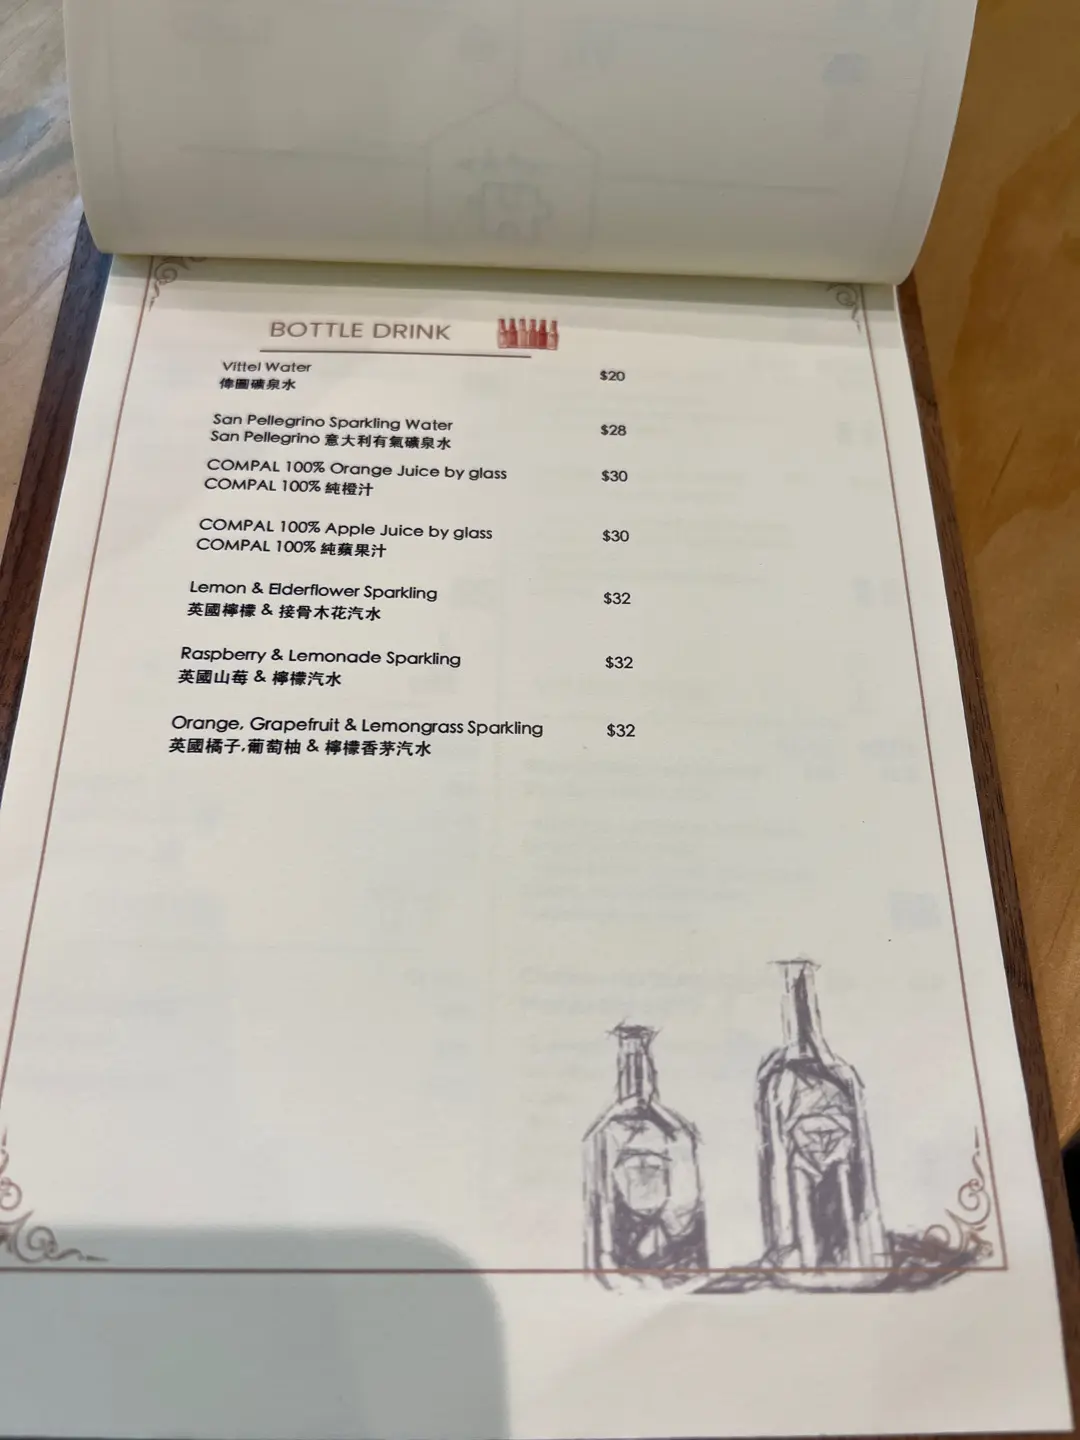 BOTTLE DRINK
Vittel Water
偉圖礦泉水
$20
San Pellegrino Sparkling Water
San Pellegrino 意大利有氣礦泉水
$28
COMPAL 100% Orange Juice by glass
COMPAL 100% 純橙汁
$30
COMPAL 100% Apple Juice by glass
COMPAL 100% 純蘋果汁
$30
Lemon & Elderflower Sparkling
英國檸檬 & 接骨木花汽水
$32
Raspberry & Lemonade Sparkling
英國山莓 & 檸檬汽水
$32
Orange, Grapefruit & Lemongrass Sparkling
英國橘子,葡萄柚 & 檸檬香茅汽水
$32